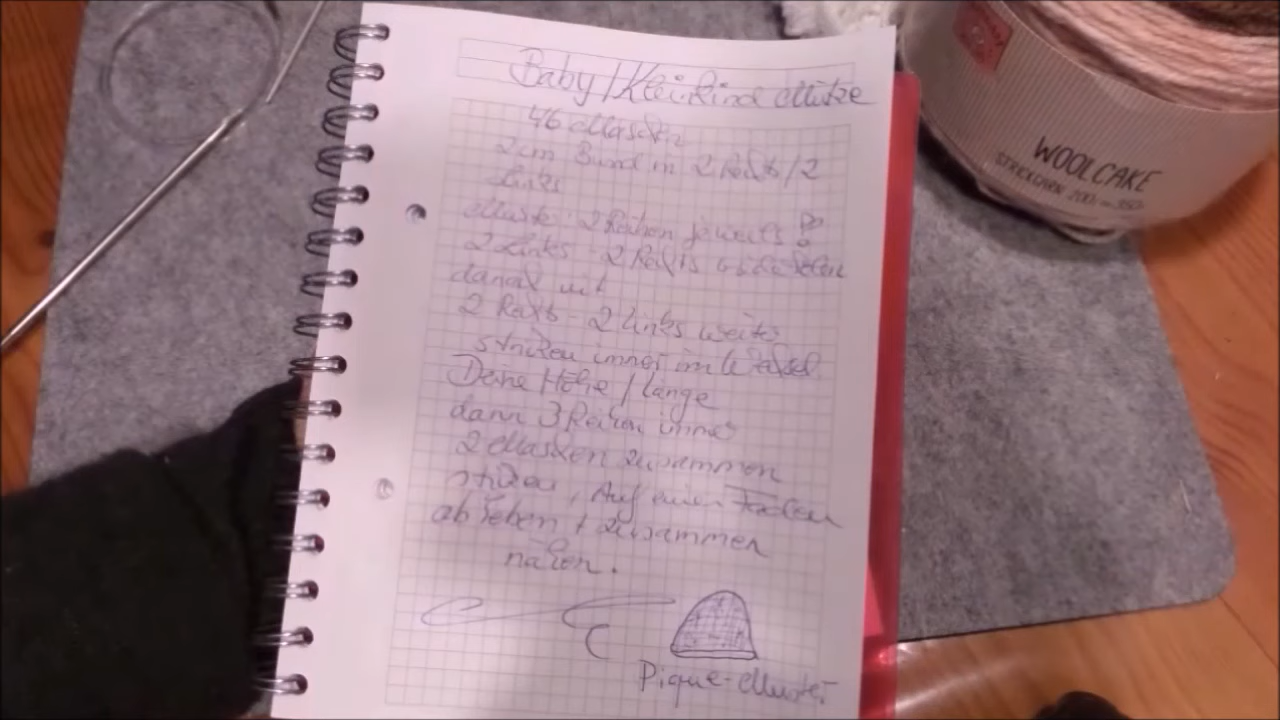 Baby/Kleinkind Mütze
46 Maschen
2cm Bund in 2 Rechts/2
Links
Muster: 2 Reihen jeweils!
2 Links - 2 Rechts
danach mit
2 Rechts - 2 Links weiter
stricken immer im Wechsel.
Deine Höhe / Länge
dann 3 Reihen immer
2 Maschen zusammen
stricken, Auf einen Faden
abheben + zusammen
nähen.
Pique-Muster
WOOLCAKE
STRICKGARN 200g